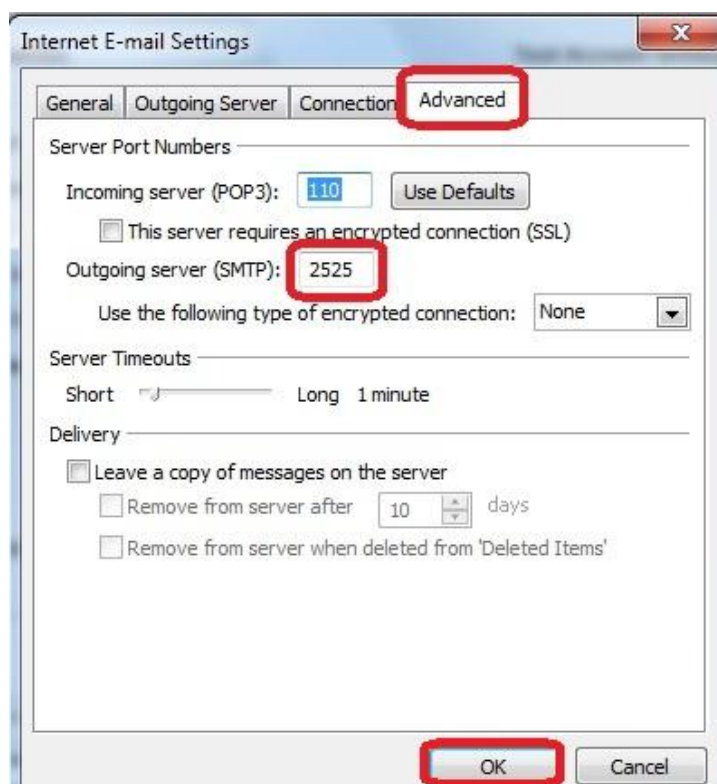 Internet E-mail Settings
General Outgoing Server Connection Advanced
Server Port Numbers
Incoming server (POP3): 110 Use Defaults
This server requires an encrypted connection (SSL)
Outgoing server (SMTP): 2525
Use the following type of encrypted connection: None
Server Timeouts
Short Long 1 minute
Delivery
Leave a copy of messages on the server
Remove from server after 10 days
Remove from server when deleted from 'Deleted Items'
OK Cancel